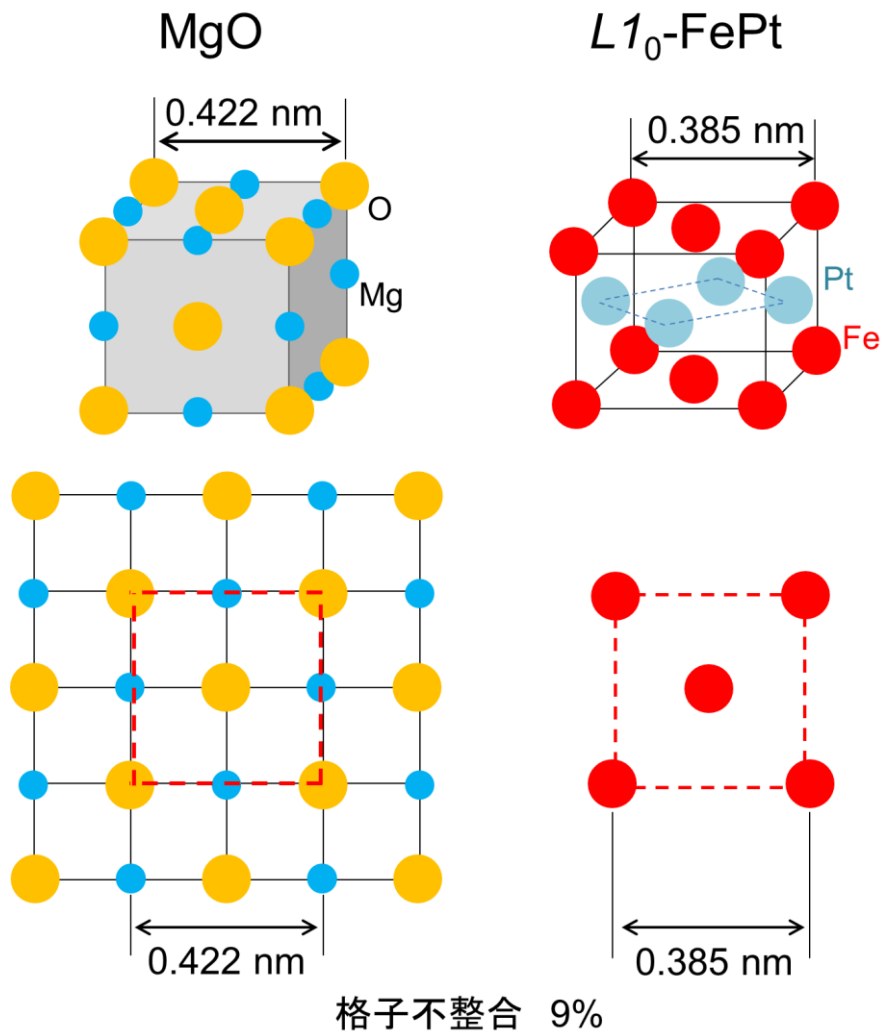 MgO
L1₀-FePt
0.422 nm
0.385 nm
O
Mg
Pt
Fe
0.422 nm
0.385 nm
格子不整合 9%